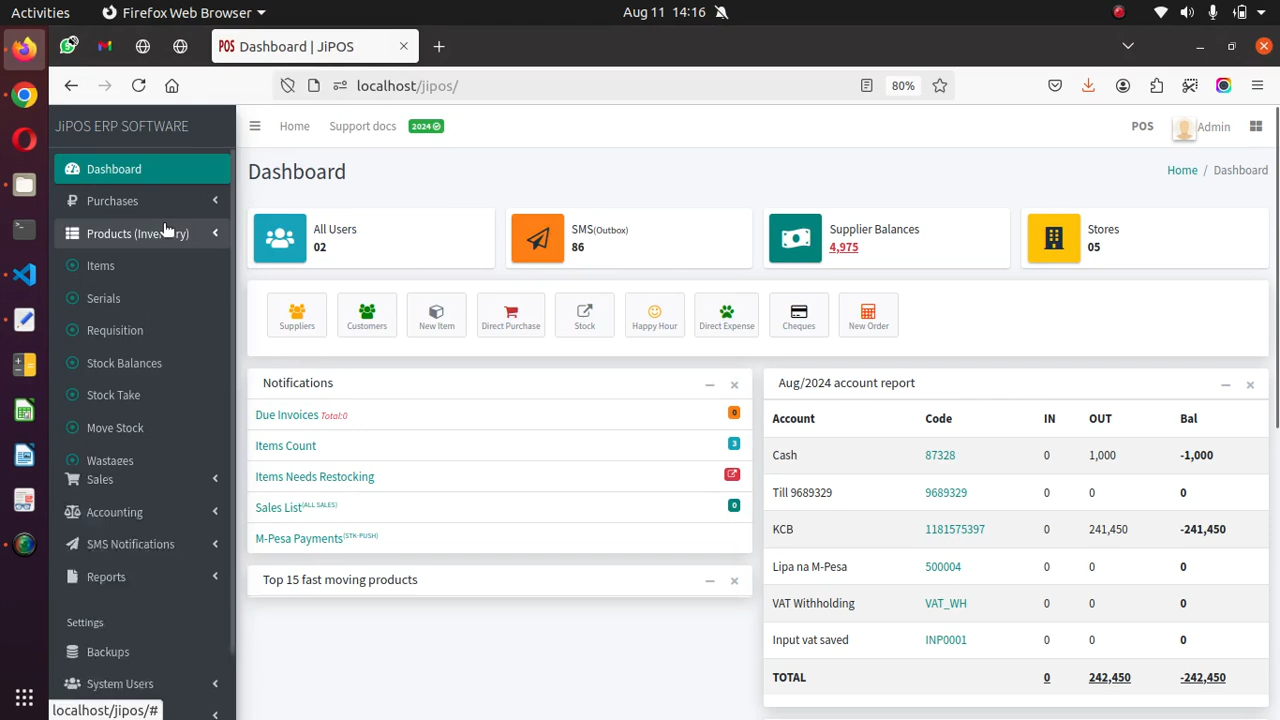 Activities
Firefox Web Browser
Aug 11 14:16
POS Dashboard | JiPOS
localhost/jipos/
80%
JiPOS ERP SOFTWARE
Dashboard
Purchases
Products (Inventory)
Items
Serials
Requisition
Stock Balances
Stock Take
Move Stock
Wastages
Sales
Accounting
SMS Notifications
Reports
Settings
Backups
System Users
localhost/jipos/#
Home
Support docs
2024
POS
Admin
Dashboard
Home / Dashboard
All Users
02
SMS(Outbox)
86
Supplier Balances
4,975
Stores
05
Suppliers
Customers
New Item
Direct Purchase
Stock
Happy Hour
Direct Expense
Cheques
New Order
Notifications
Due Invoices Total:0 0
Items Count 3
Items Needs Restocking
Sales List(ALL SALES) 0
M-Pesa Payments(STK-PUSH)
Top 15 fast moving products
Aug/2024 account report
Account Code IN OUT Bal
Cash 87328 0 1,000 -1,000
Till 9689329 9689329 0 0 0
KCB 1181575397 0 241,450 -241,450
Lipa na M-Pesa 500004 0 0 0
VAT Withholding VAT_WH 0 0 0
Input vat saved INP0001 0 0 0
TOTAL 0 242,450 -242,450